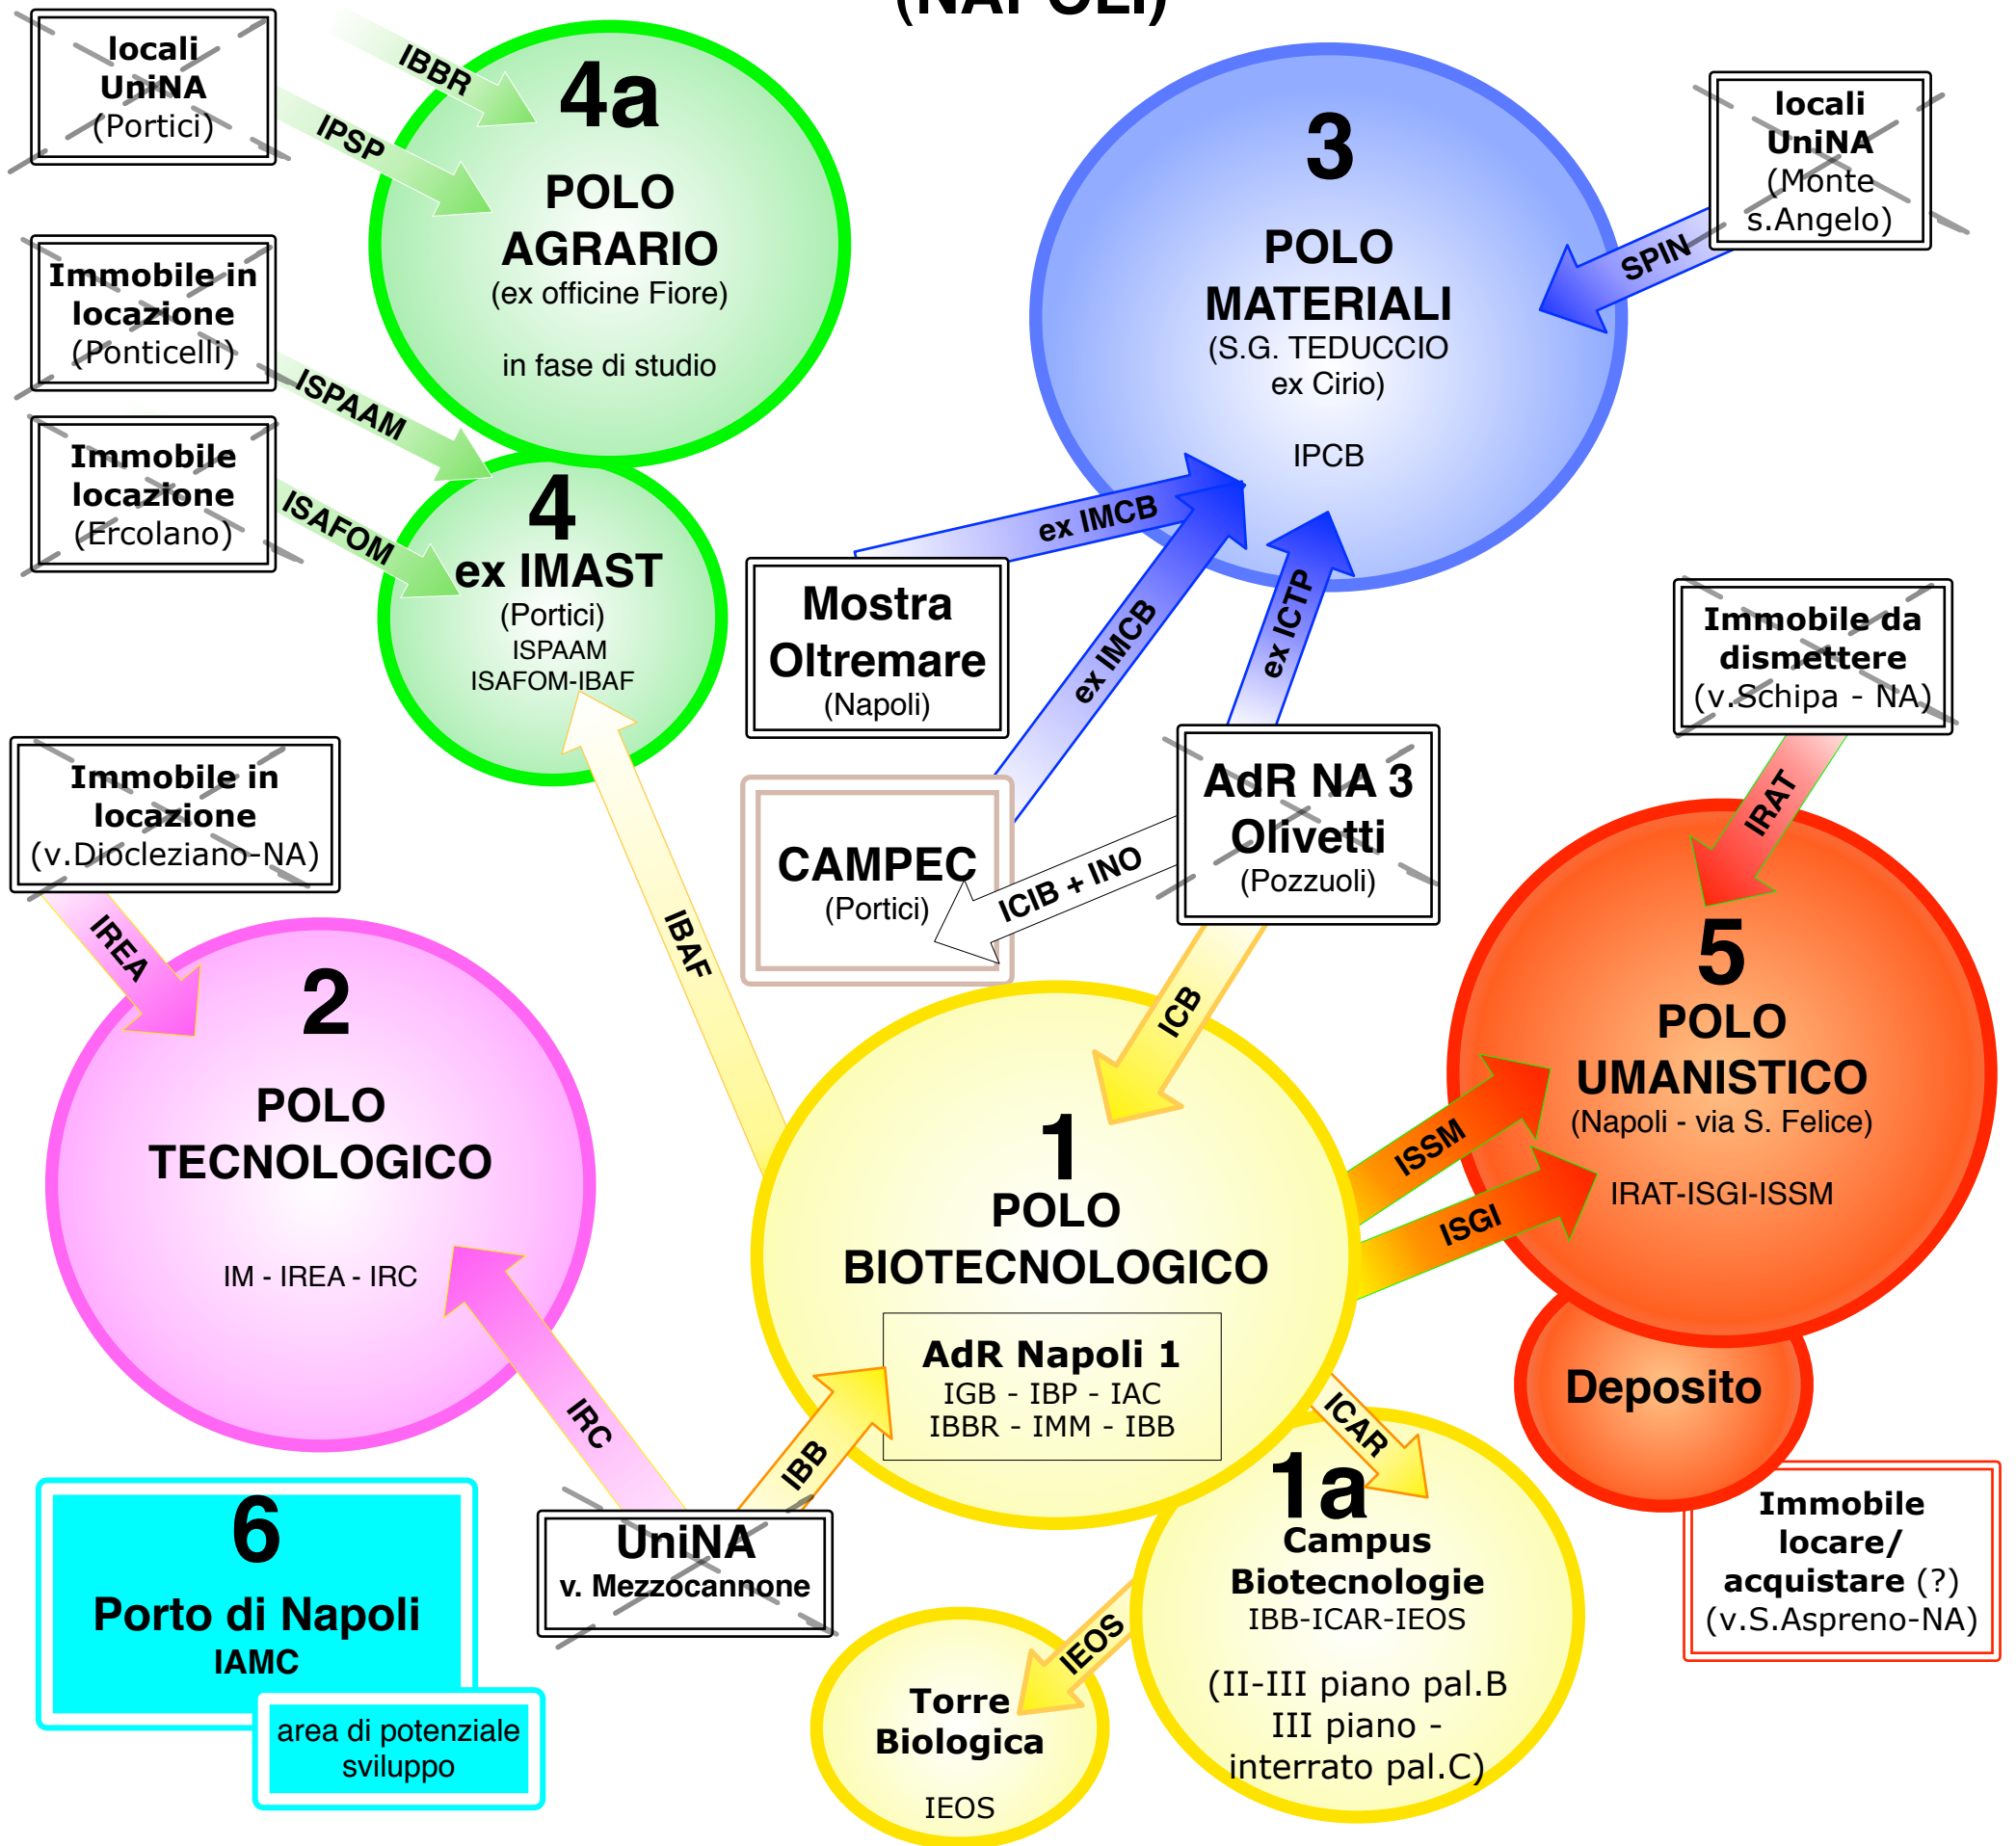 (NAPOLI)
locali
UniNA
(Portici)
IBBR
IPSP
4a
POLO
AGRARIO
(ex officine Fiore)
in fase di studio
3
POLO
MATERIALI
(S.G. TEDUCCIO
ex Cirio)
IPCB
locali
UniNA
(Monte
s.Angelo)
SPIN
Immobile in
locazione
(Ponticelli)
ISPAAM
Immobile
locazione
(Ercolano)
ISAFOM
4
ex IMAST
(Portici)
ISPAAM
ISAFOM-IBAF
ex IMCB
Mostra
Oltremare
(Napoli)
ex IMCB
ex ICTP
Immobile da
dismettere
(v.Schipa - NA)
IRAT
Immobile in
locazione
(v.Diocleziano-NA)
IREA
IBAF
CAMPEC
(Portici)
ICIB + INO
AdR NA 3
Olivetti
(Pozzuoli)
ICB
2
POLO
TECNOLOGICO
IM - IREA - IRC
5
POLO
UMANISTICO
(Napoli - via S. Felice)
IRAT-ISGI-ISSM
1
POLO
BIOTECNOLOGICO
ISSM
ISGI
AdR Napoli 1
IGB - IBP - IAC
IBBR - IMM - IBB
IRC
IBB
ICAR
Deposito
6
Porto di Napoli
IAMC
area di potenziale
sviluppo
UniNA
v. Mezzocannone
1a
Campus
Biotecnologie
IBB-ICAR-IEOS
(II-III piano pal.B
III piano -
interrato pal.C)
IEOS
Torre
Biologica
IEOS
Immobile
locare/
acquistare (?)
(v.S.Aspreno-NA)